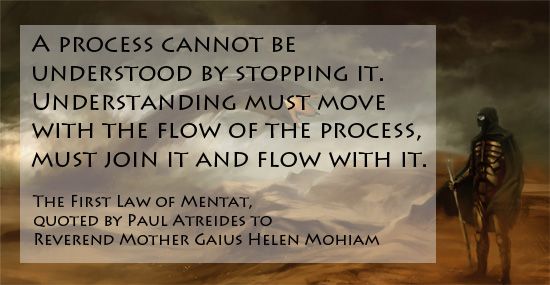 A process cannot be
understood by stopping it.
Understanding must move
with the flow of the process,
must join it and flow with it.
The First Law of Mentat,
quoted by Paul Atreides to
Reverend Mother Gaius Helen Mohiam